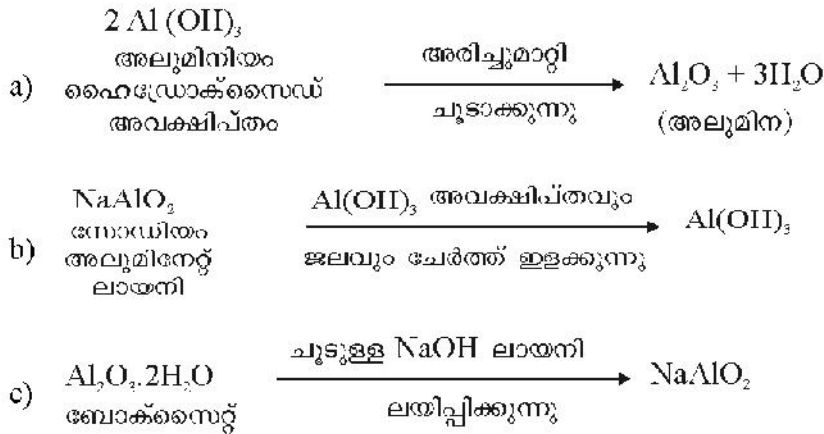 2 Al (OH)₃
അലുമിനിയം
ഹൈഡ്രോക്സൈഡ്
അവക്ഷിപ്തം
a)
അരിച്ചുമാറ്റി
ചൂടാക്കുന്നു
Al₂O₃ + 3H₂O
(അലുമിന)
NaAlO₂
സോഡിയം
അലുമിനേറ്റ്
ലായനി
b)
Al(OH)₃ അവക്ഷിപ്തവും
ജലവും ചേർത്ത് ഇളക്കുന്നു
Al(OH)₃
c)
Al₂O₃.2H₂O
ബോക്സൈറ്റ്
ചൂടുള്ള NaOH ലായനി
ലയിപ്പിക്കുന്നു
NaAlO₂